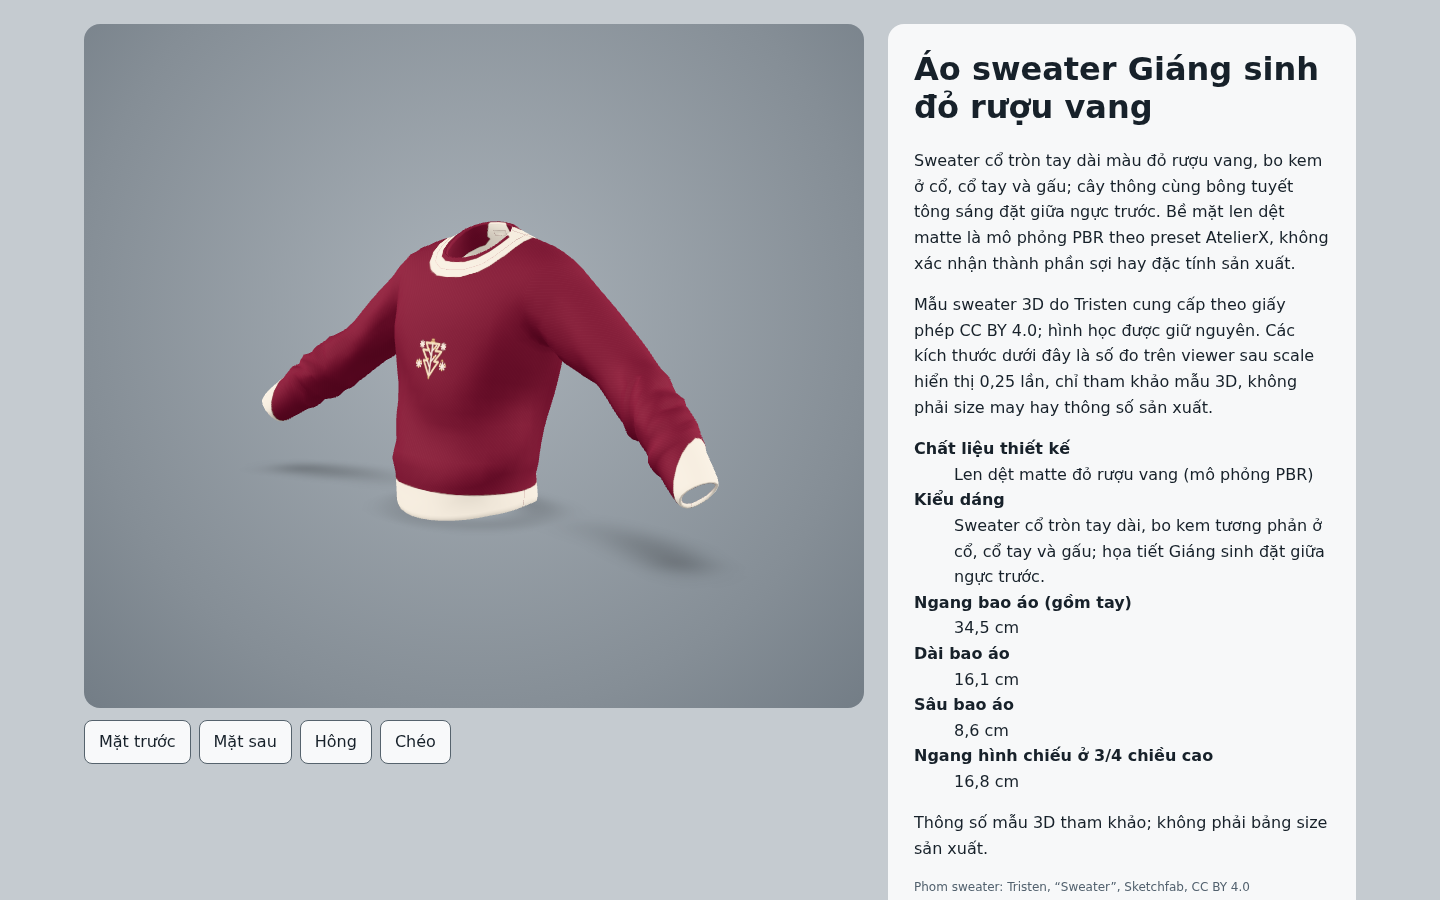 Áo sweater Giáng sinh
đỏ rượu vang
Sweater cổ tròn tay dài màu đỏ rượu vang, bo kem
ở cổ, cổ tay và gấu; cây thông cùng bông tuyết
tông sáng đặt giữa ngực trước. Bề mặt len dệt
matte là mô phỏng PBR theo preset AtelierX, không
xác nhận thành phần sợi hay đặc tính sản xuất.
Mẫu sweater 3D do Tristen cung cấp theo giấy
phép CC BY 4.0; hình học được giữ nguyên. Các
kích thước dưới đây là số đo trên viewer sau scale
hiển thị 0,25 lần, chỉ tham khảo mẫu 3D, không
phải size may hay thông số sản xuất.
Chất liệu thiết kế
Len dệt matte đỏ rượu vang (mô phỏng PBR)
Kiểu dáng
Sweater cổ tròn tay dài, bo kem tương phản ở
cổ, cổ tay và gấu; họa tiết Giáng sinh đặt giữa
ngực trước.
Ngang bao áo (gồm tay)
34,5 cm
Dài bao áo
16,1 cm
Sâu bao áo
8,6 cm
Ngang hình chiếu ở 3/4 chiều cao
16,8 cm
Thông số mẫu 3D tham khảo; không phải bảng size
sản xuất.
Phom sweater: Tristen, “Sweater”, Sketchfab, CC BY 4.0
Mặt trước
Mặt sau
Hông
Chéo